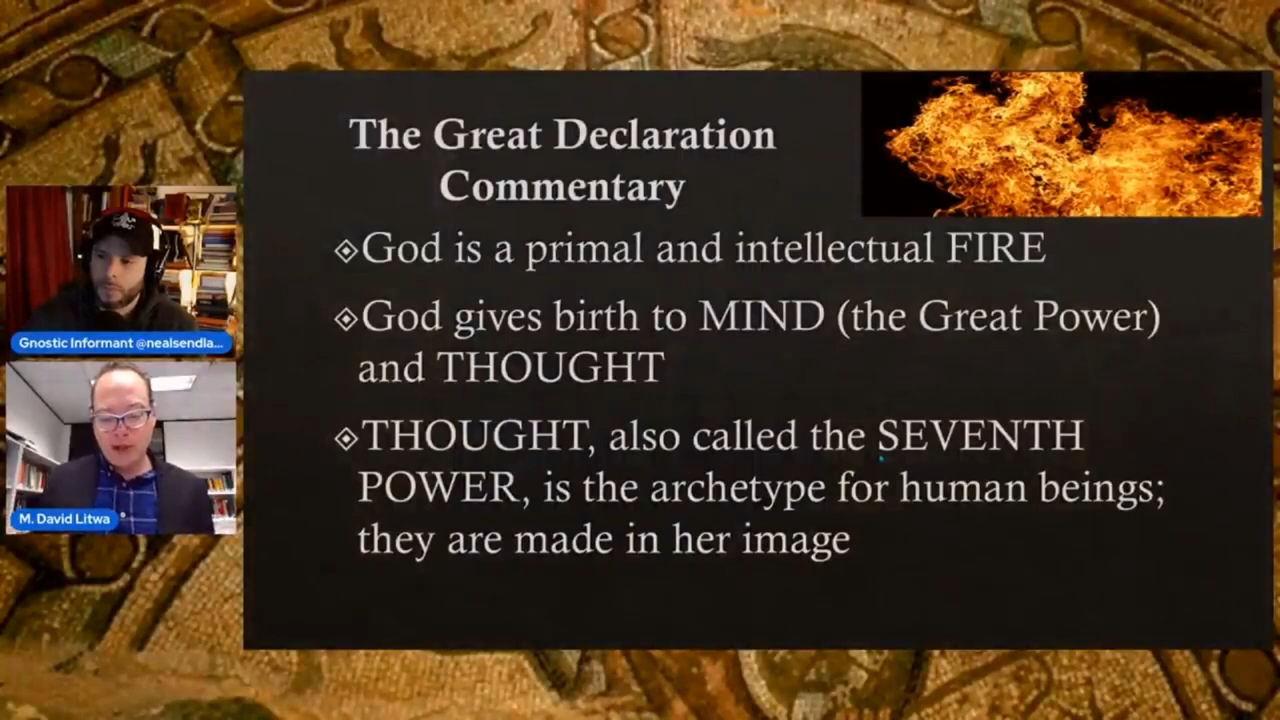 The Great Declaration
Commentary
God is a primal and intellectual FIRE
God gives birth to MIND (the Great Power)
and THOUGHT
THOUGHT, also called the SEVENTH
POWER, is the archetype for human beings;
they are made in her image
Gnostic Informant @nealsendla...
M. David Litwa